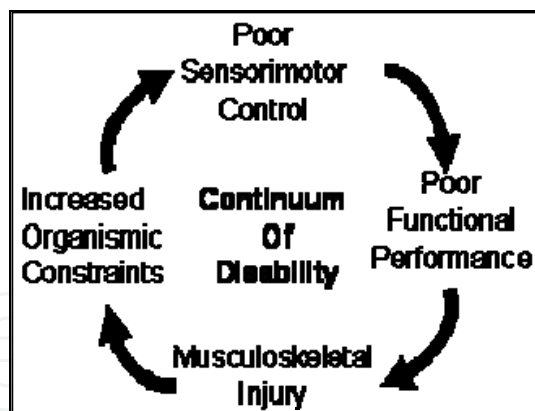 Poor
Sensorimotor
Control
Poor
Functional
Performance
Musculoskeletal
Injury
Increased
Organismic
Constraints
Continuum
Of
Disability